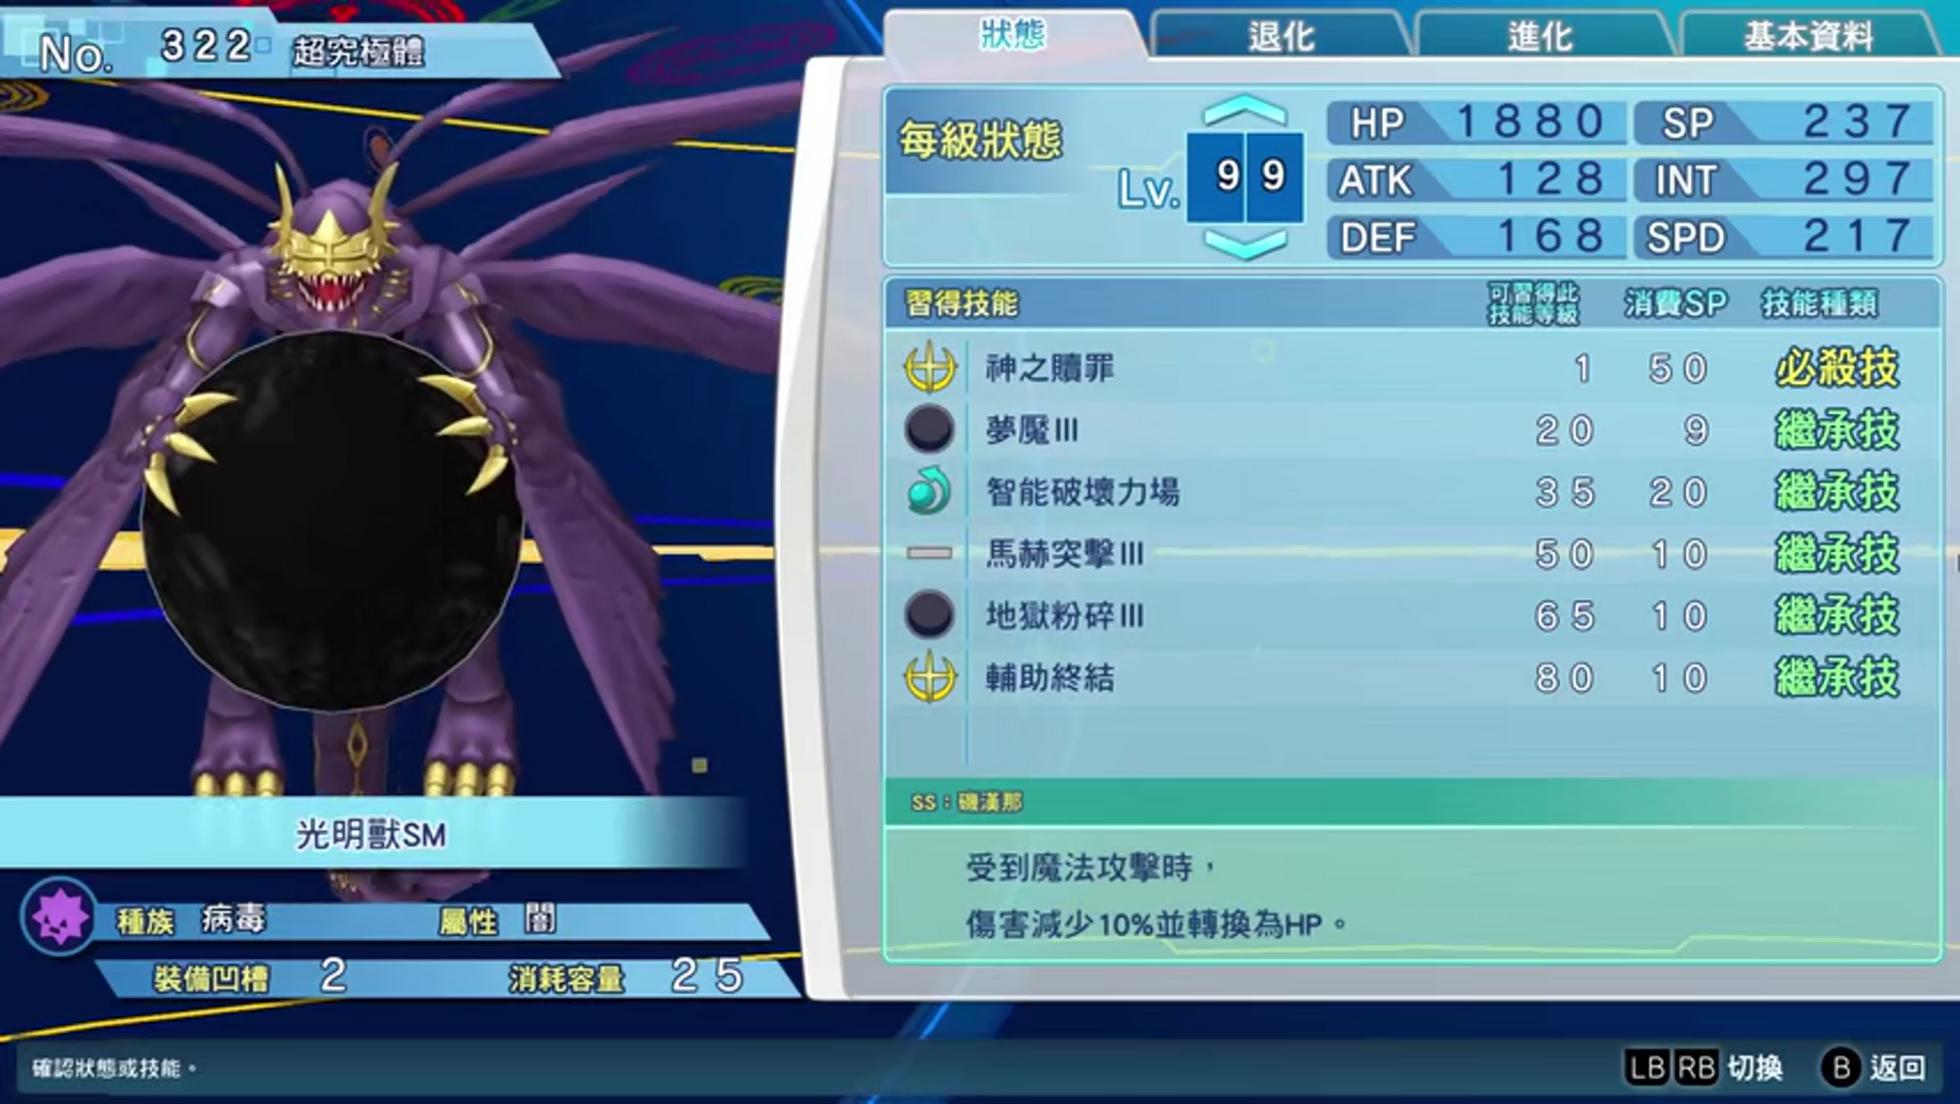 No. 322 超究極體
狀態 退化 進化 基本資料
每級狀態
Lv. 99
HP 1880 SP 237
ATK 128 INT 297
DEF 168 SPD 217
習得技能 可習得此技能等級 消費SP 技能種類
神之贖罪 1 50 必殺技
夢魘III 20 9 繼承技
智能破壞力場 35 20 繼承技
馬赫突擊III 50 10 繼承技
地獄粉碎III 65 10 繼承技
輔助終結 80 10 繼承技
SS：磯漢那
受到魔法攻擊時，
傷害減少10%並轉換為HP。
光明獸SM
種族 病毒 屬性 闇
裝備凹槽 2 消耗容量 25
確認狀態或技能。
LB RB 切換 B 返回